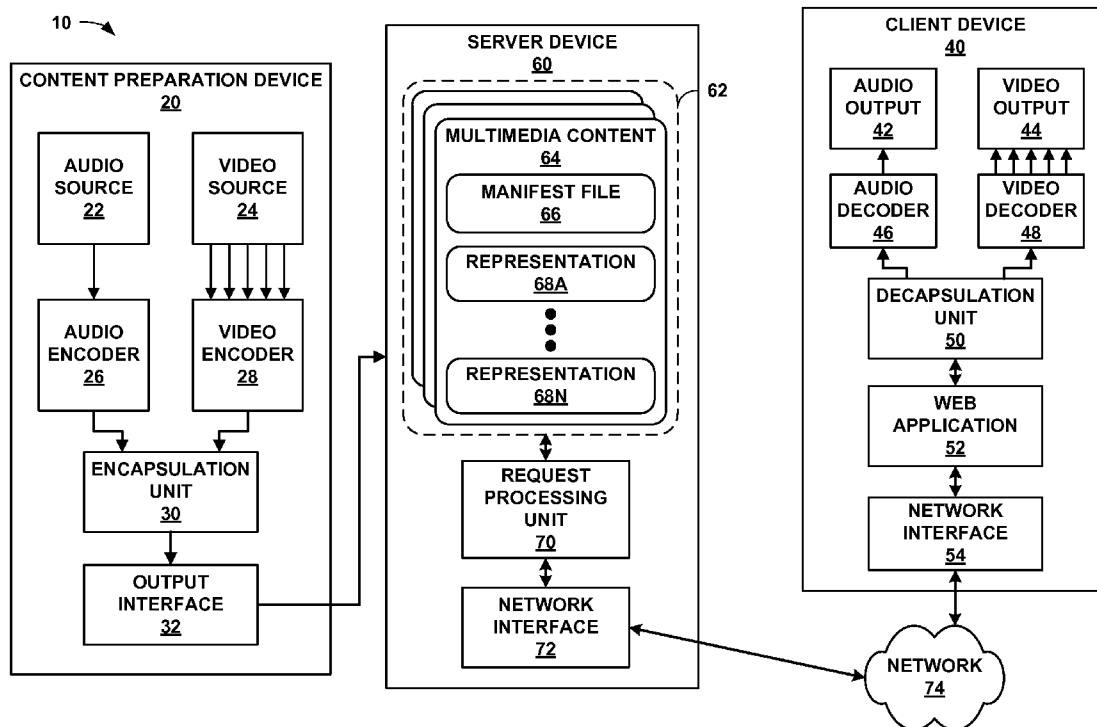 10
CONTENT PREPARATION DEVICE
20
AUDIO
SOURCE
22
VIDEO
SOURCE
24
AUDIO
ENCODER
26
VIDEO
ENCODER
28
ENCAPSULATION
UNIT
30
OUTPUT
INTERFACE
32
SERVER DEVICE
60
62
MULTIMEDIA CONTENT
64
MANIFEST FILE
66
REPRESENTATION
68A
REPRESENTATION
68N
REQUEST
PROCESSING
UNIT
70
NETWORK
INTERFACE
72
CLIENT DEVICE
40
AUDIO
OUTPUT
42
VIDEO
OUTPUT
44
AUDIO
DECODER
46
VIDEO
DECODER
48
DECAPSULATION
UNIT
50
WEB
APPLICATION
52
NETWORK
INTERFACE
54
NETWORK
74